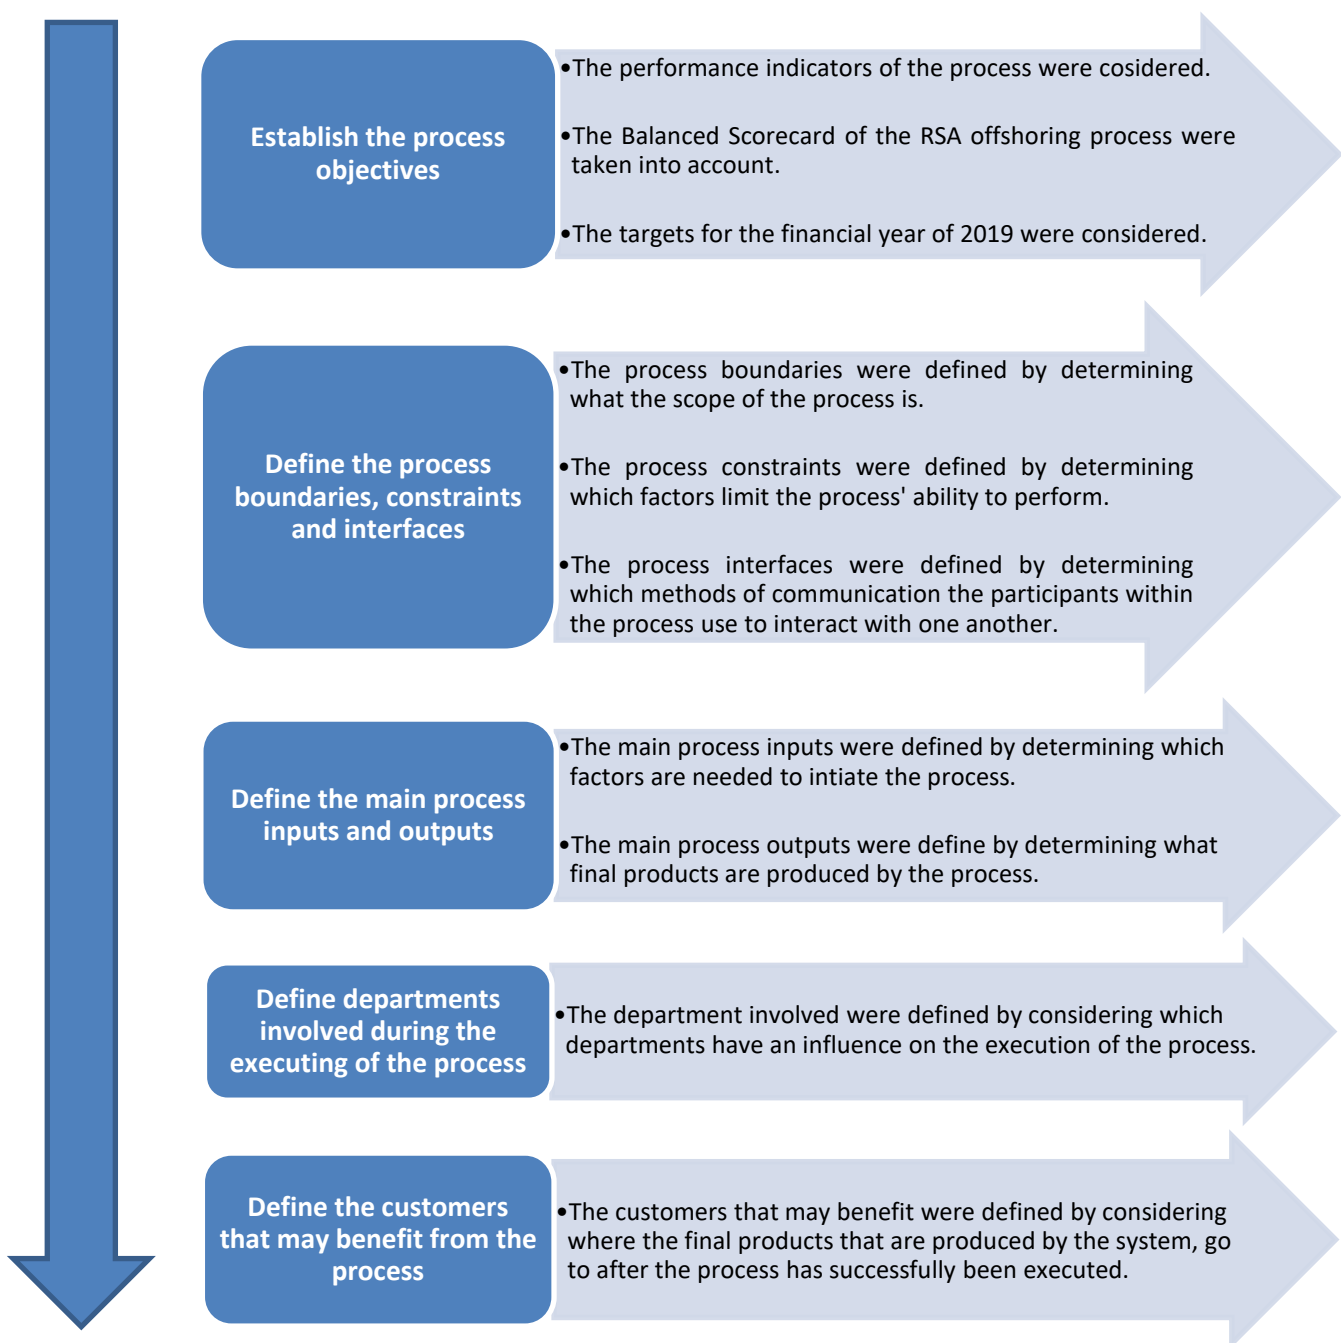 Establish the process
objectives
•The performance indicators of the process were cosidered.
•The Balanced Scorecard of the RSA offshoring process were
taken into account.
•The targets for the financial year of 2019 were considered.
Define the process
boundaries, constraints
and interfaces
•The process boundaries were defined by determining
what the scope of the process is.
•The process constraints were defined by determining
which factors limit the process' ability to perform.
•The process interfaces were defined by determining
which methods of communication the participants within
the process use to interact with one another.
Define the main process
inputs and outputs
•The main process inputs were defined by determining which
factors are needed to intiate the process.
•The main process outputs were define by determining what
final products are produced by the process.
Define departments
involved during the
executing of the process
•The department involved were defined by considering which
departments have an influence on the execution of the process.
Define the customers
that may benefit from the
process
•The customers that may benefit were defined by considering
where the final products that are produced by the system, go
to after the process has successfully been executed.